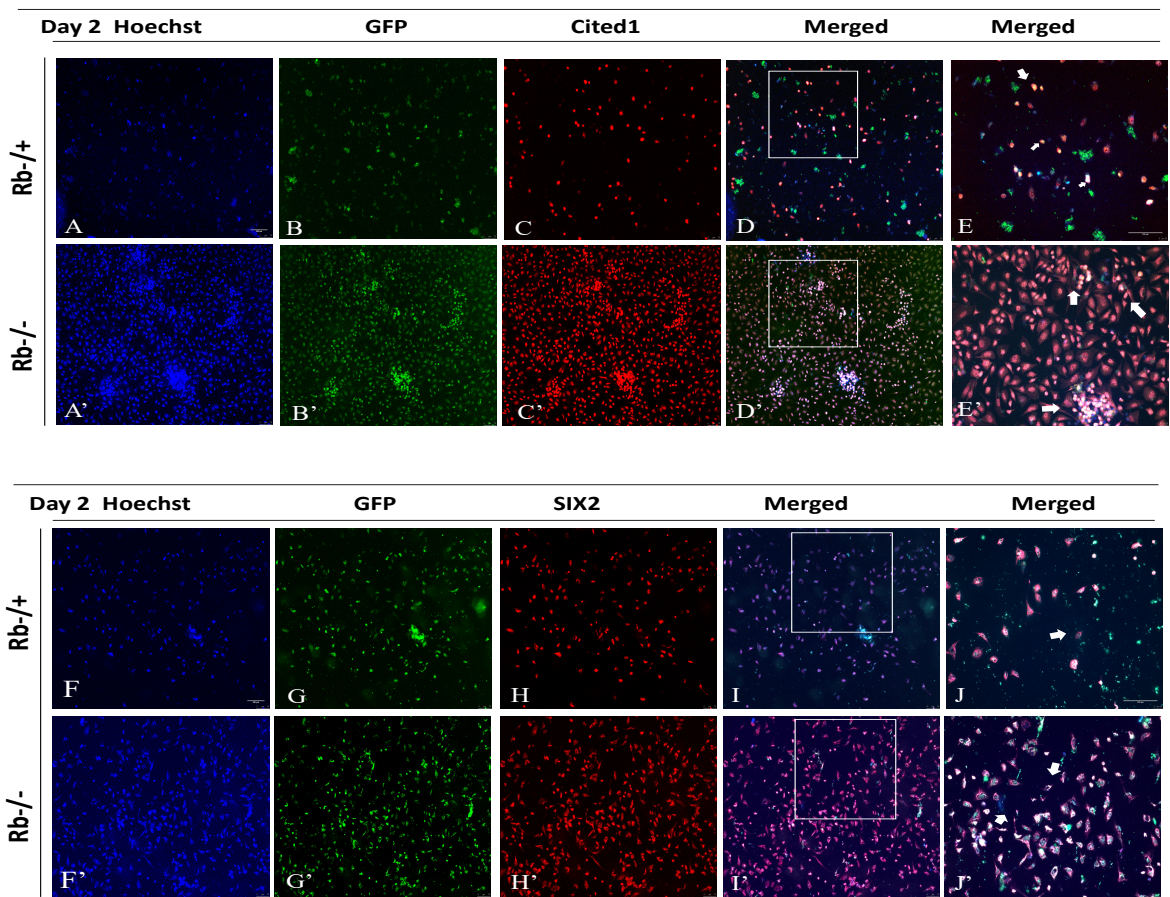 Day 2 Hoechst GFP Cited1 Merged Merged
Rb-/+
A B C D E
Rb-/-
A' B' C' D' E'
Day 2 Hoechst GFP SIX2 Merged Merged
Rb-/+
F G H I J
Rb-/-
F' G' H' I' J'